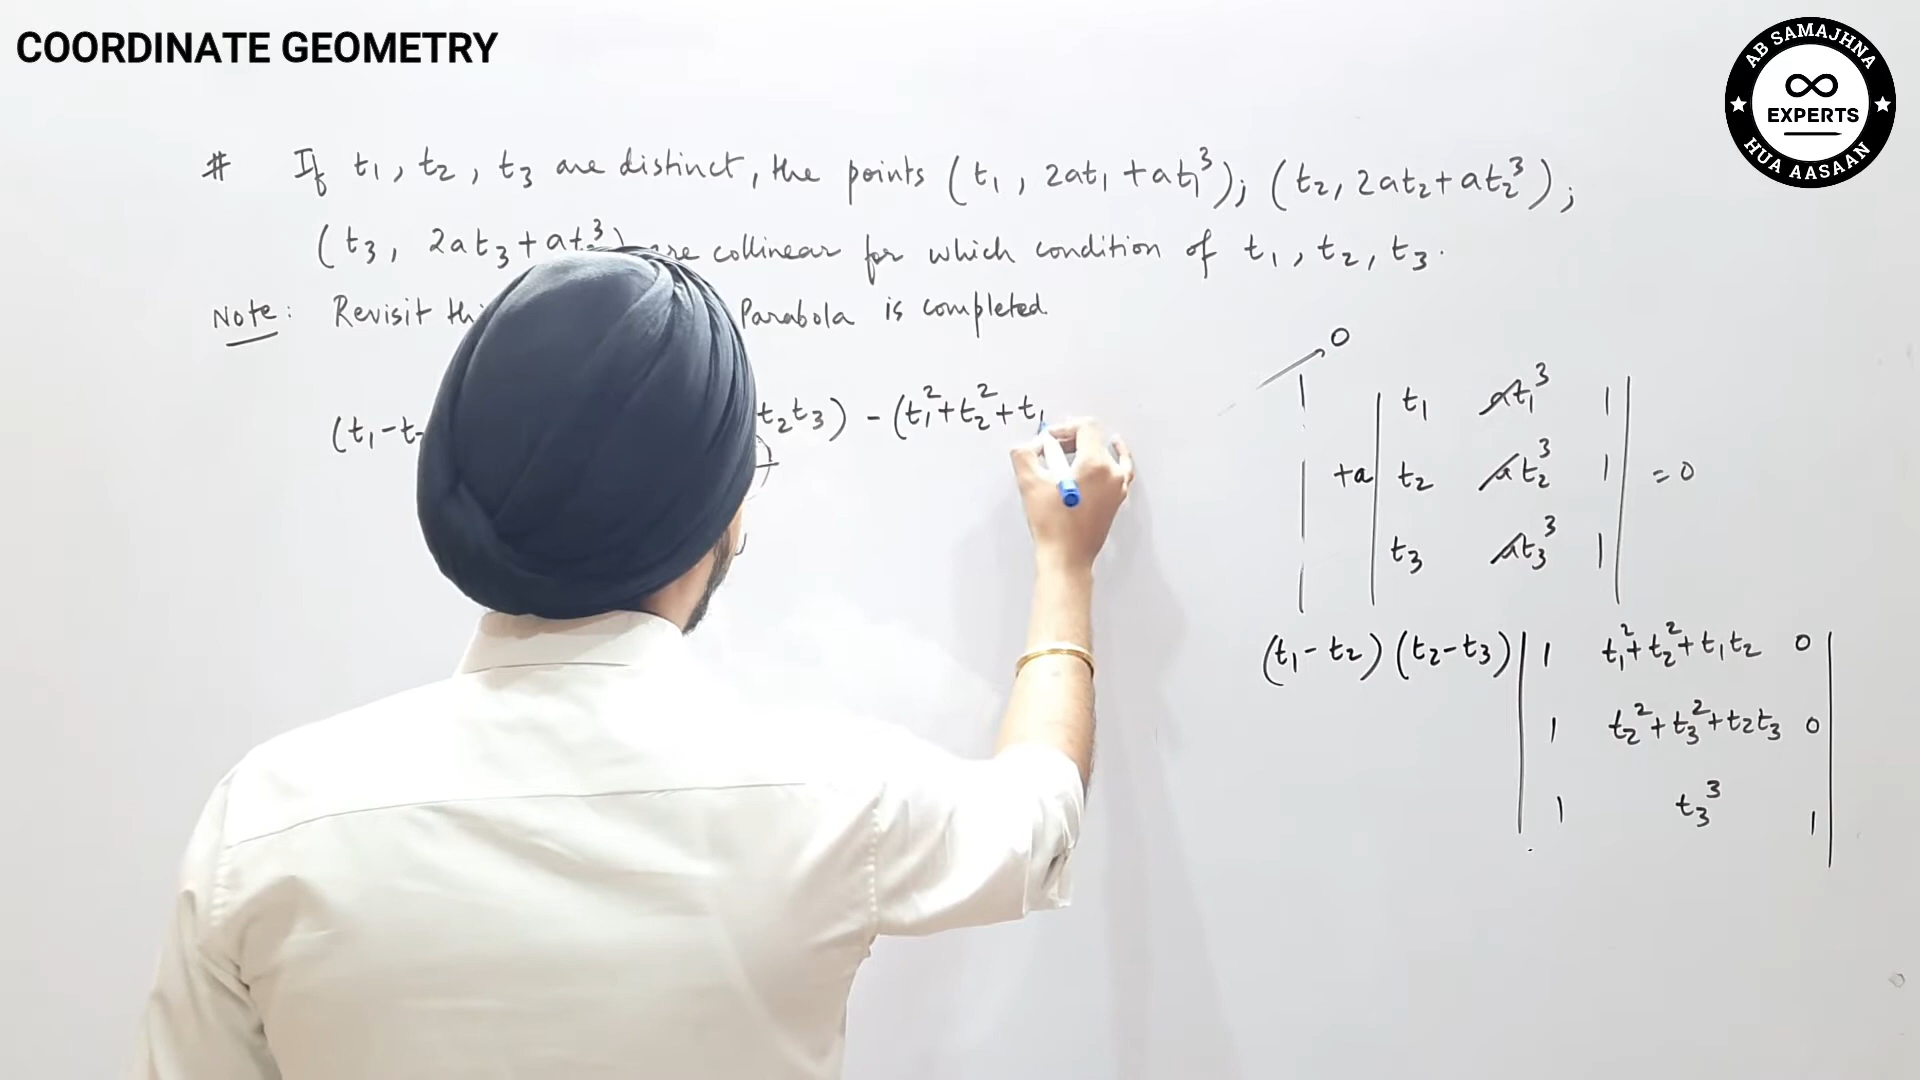 COORDINATE GEOMETRY
AB SAMAJHNA
∞
EXPERTS
HUA AASAAN
# If t₁, t₂, t₃ are distinct, the points (t₁, 2at₁ + at₁³); (t₂, 2at₂ + at₂³);
(t₃, 2at₃ + at₃³) are collinear for which condition of t₁, t₂, t₃.
Note: Revisit Parabola is completed
(t₁ - t₂t₃) - (t₁² + t₂² + t₁
0
1
+a | t₁ at₁³ 1 |
| t₂ at₂³ 1 | = 0
| t₃ at₃³ 1 |
(t₁ - t₂) (t₂ - t₃) | 1 t₁² + t₂² + t₁t₂ 0 |
| 1 t₂² + t₃² + t₂t₃ 0 |
| 1 t₃³ 1 |